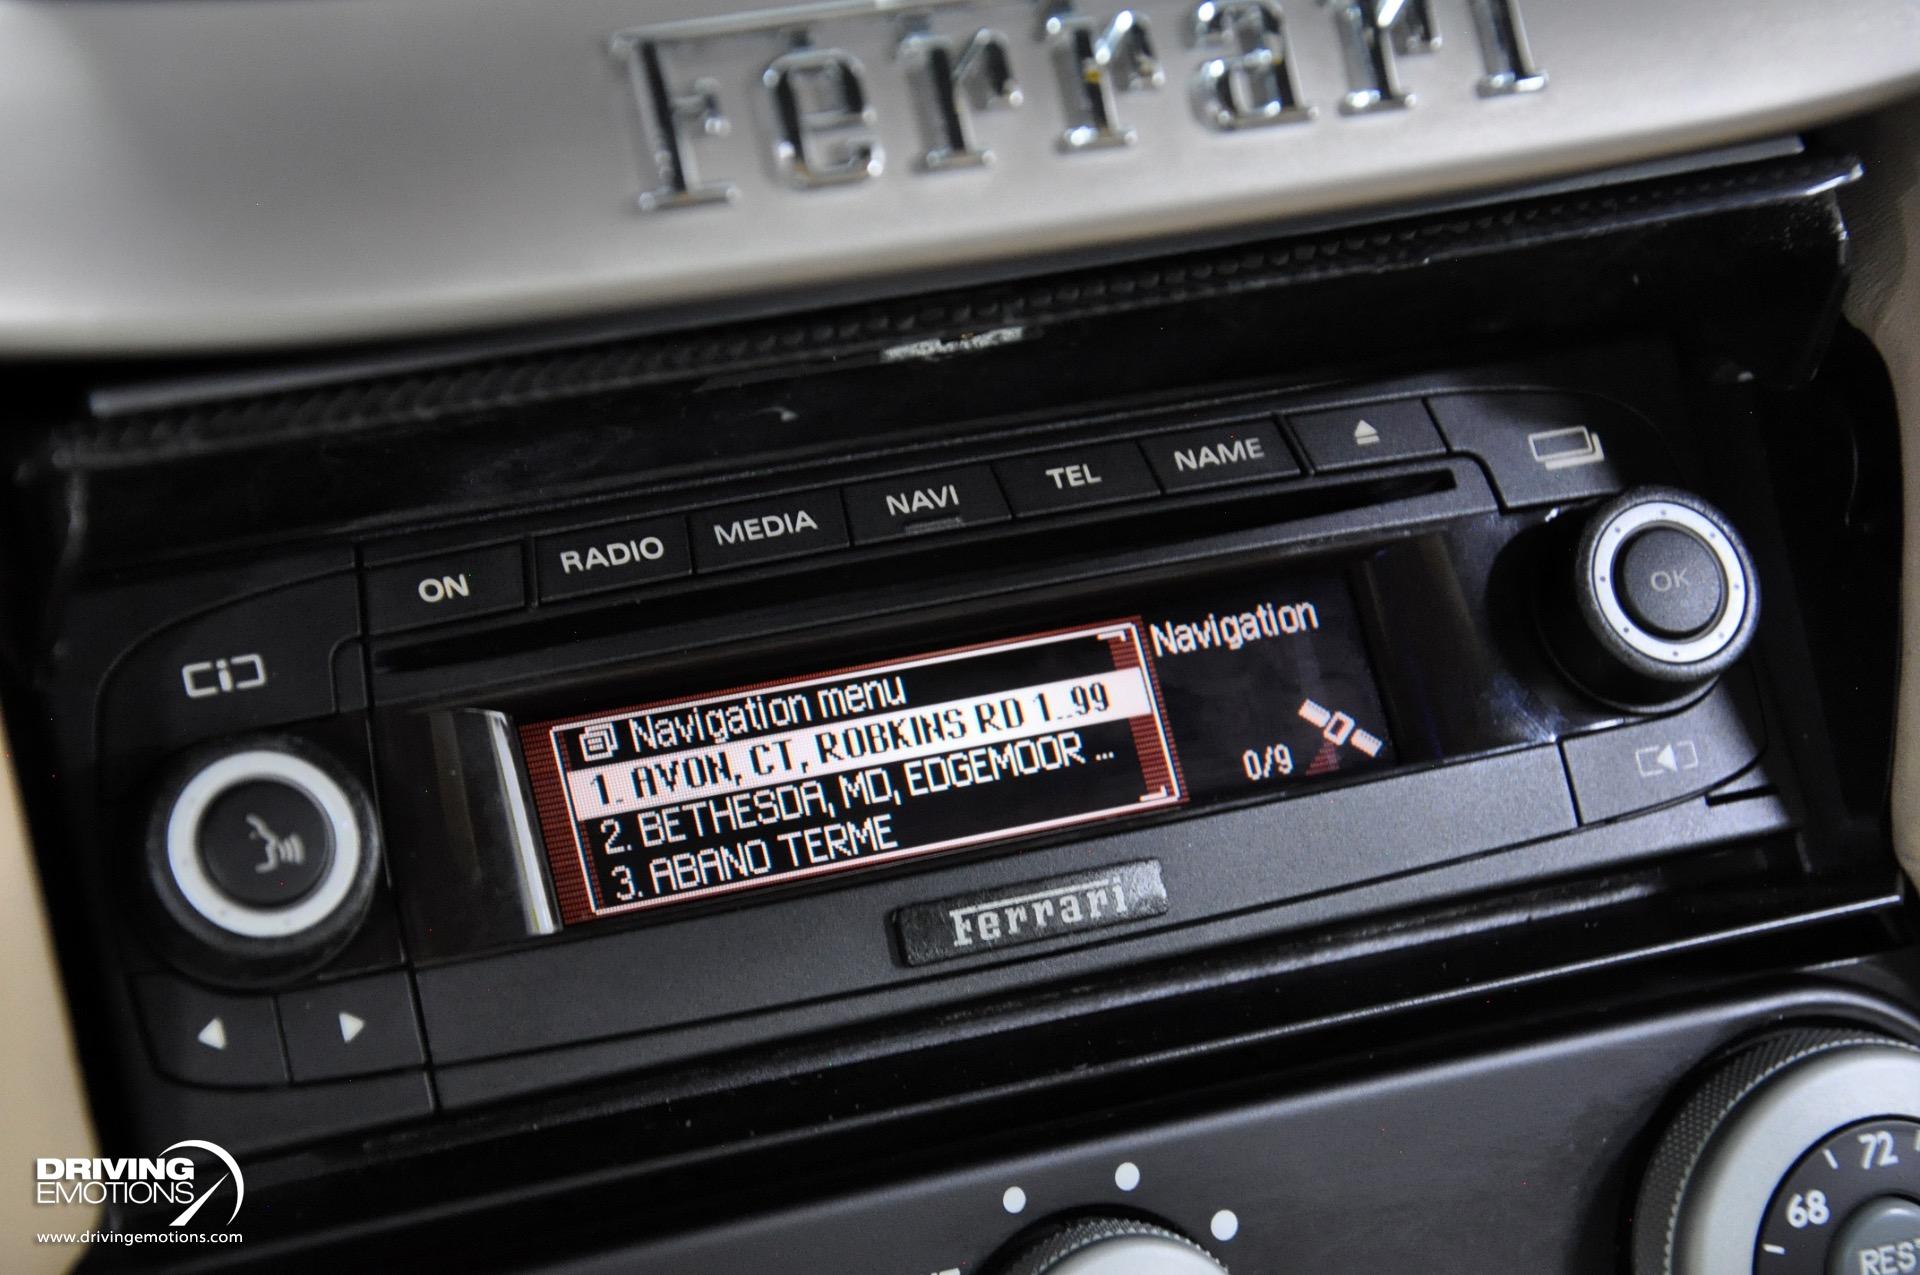 Ferrari
ON RADIO MEDIA NAVI TEL NAME
OK
Navigation menu
1. AVON, CT, ROBKINS RD 1..99
2. BETHESDA, MD, EDGEMOOR ...
3. ABANO TERME
Navigation
0/9
Ferrari
72
68
DRIVING
EMOTIONS
www.drivingemotions.com